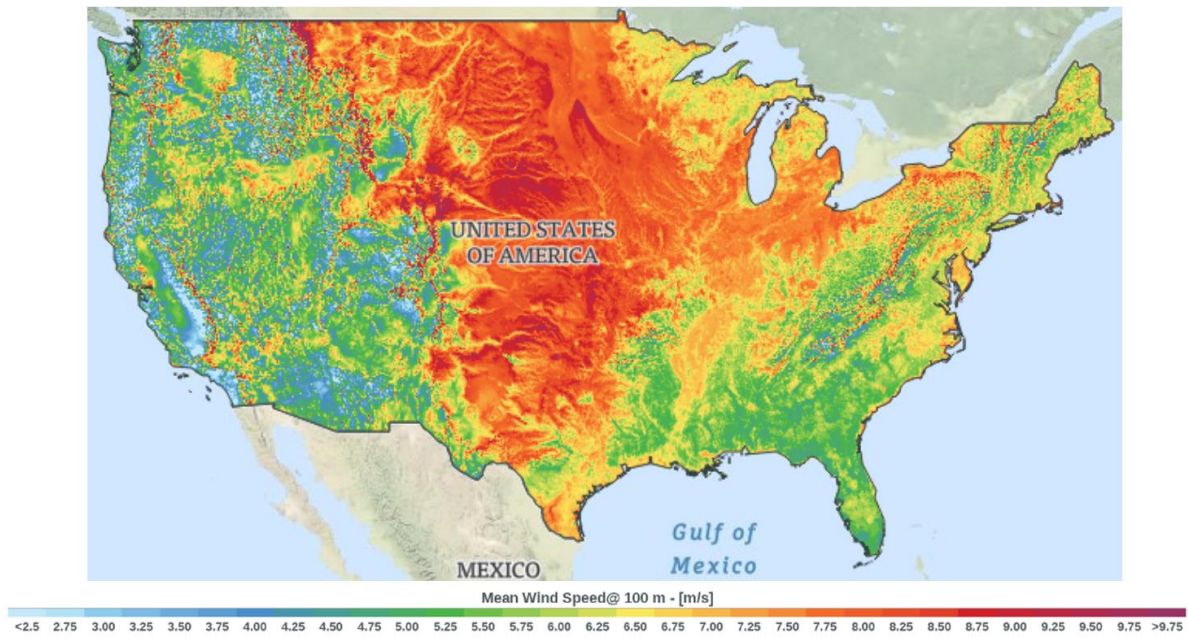 UNITED STATES
OF AMERICA
Gulf of
Mexico
MEXICO
Mean Wind Speed@ 100 m - [m/s]
<2.5 2.75 3.00 3.25 3.50 3.75 4.00 4.25 4.50 4.75 5.00 5.25 5.50 5.75 6.00 6.25 6.50 6.75 7.00 7.25 7.50 7.75 8.00 8.25 8.50 8.75 9.00 9.25 9.50 9.75 >9.75